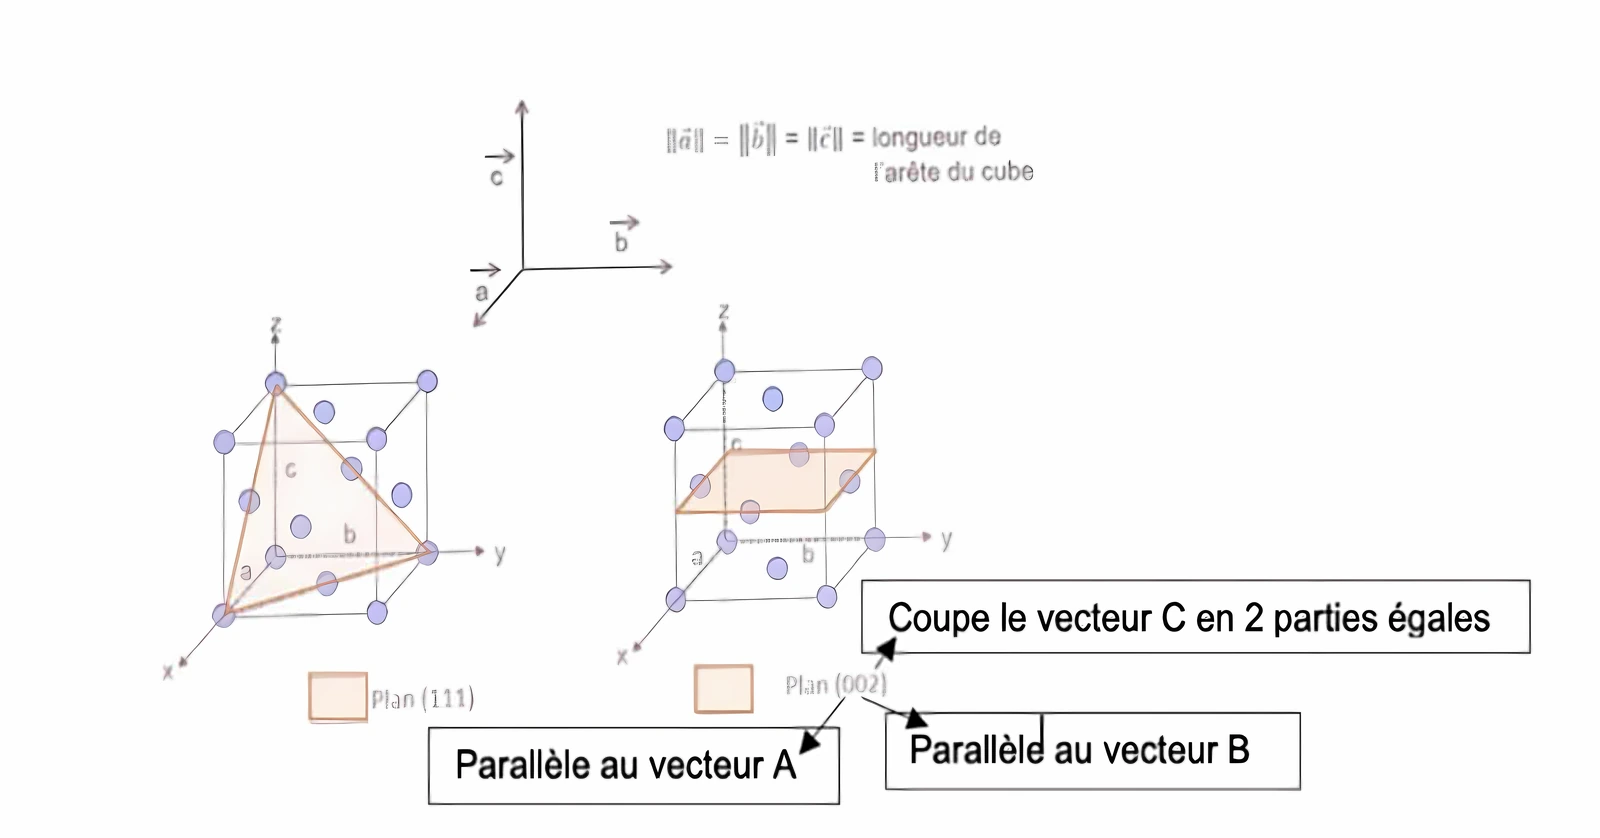 ‖a⃗‖ = ‖b⃗‖ = ‖c⃗‖ = longueur de
l'arête du cube
c
b
a
z
c
b
a
y
x
Plan (111)
z
c
a
b
y
x
Plan (002)
Coupe le vecteur C en 2 parties égales
Parallèle au vecteur A
Parallèle au vecteur B